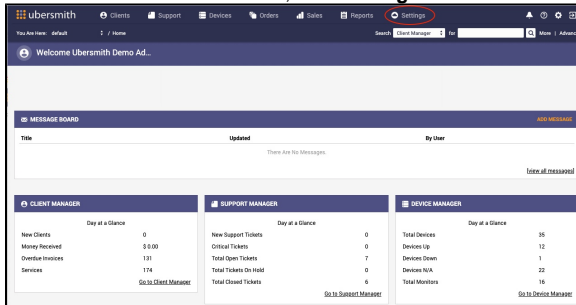 ubersmith Clients Support Devices Orders Sales Reports Settings
You Are Here: default / Home Search Client Manager for More | Advanc
Welcome Ubersmith Demo Ad...
MESSAGE BOARD ADD MESSAGE
Title Updated By User
There Are No Messages.
[view all messages]
CLIENT MANAGER
Day at a Glance
New Clients 0
Money Received $ 0.00
Overdue Invoices 131
Services 174
Go to Client Manager
SUPPORT MANAGER
Day at a Glance
New Support Tickets 0
Critical Tickets 0
Total Open Tickets 7
Total Tickets On Hold 0
Total Closed Tickets 6
Go to Support Manager
DEVICE MANAGER
Day at a Glance
Total Devices 35
Devices Up 12
Devices Down 1
Devices N/A 22
Total Monitors 16
Go to Device Manager